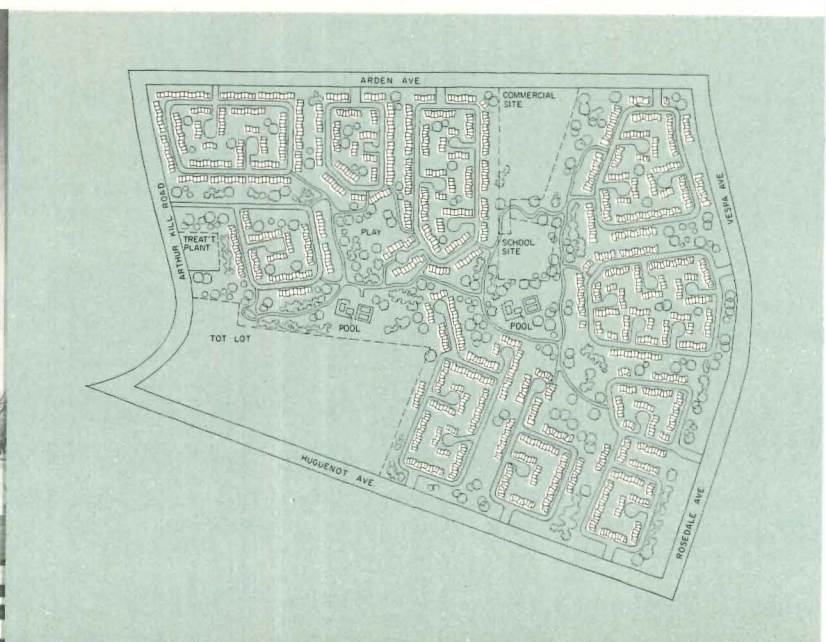 ARDEN AVE
COMMERCIAL
SITE
VESPA AVE
ARTHUR KILL ROAD
PLAY
TREAT'T
PLANT
SCHOOL
SITE
POOL
POOL
TOT LOT
HUGUENOT AVE
ROSEDALE AVE